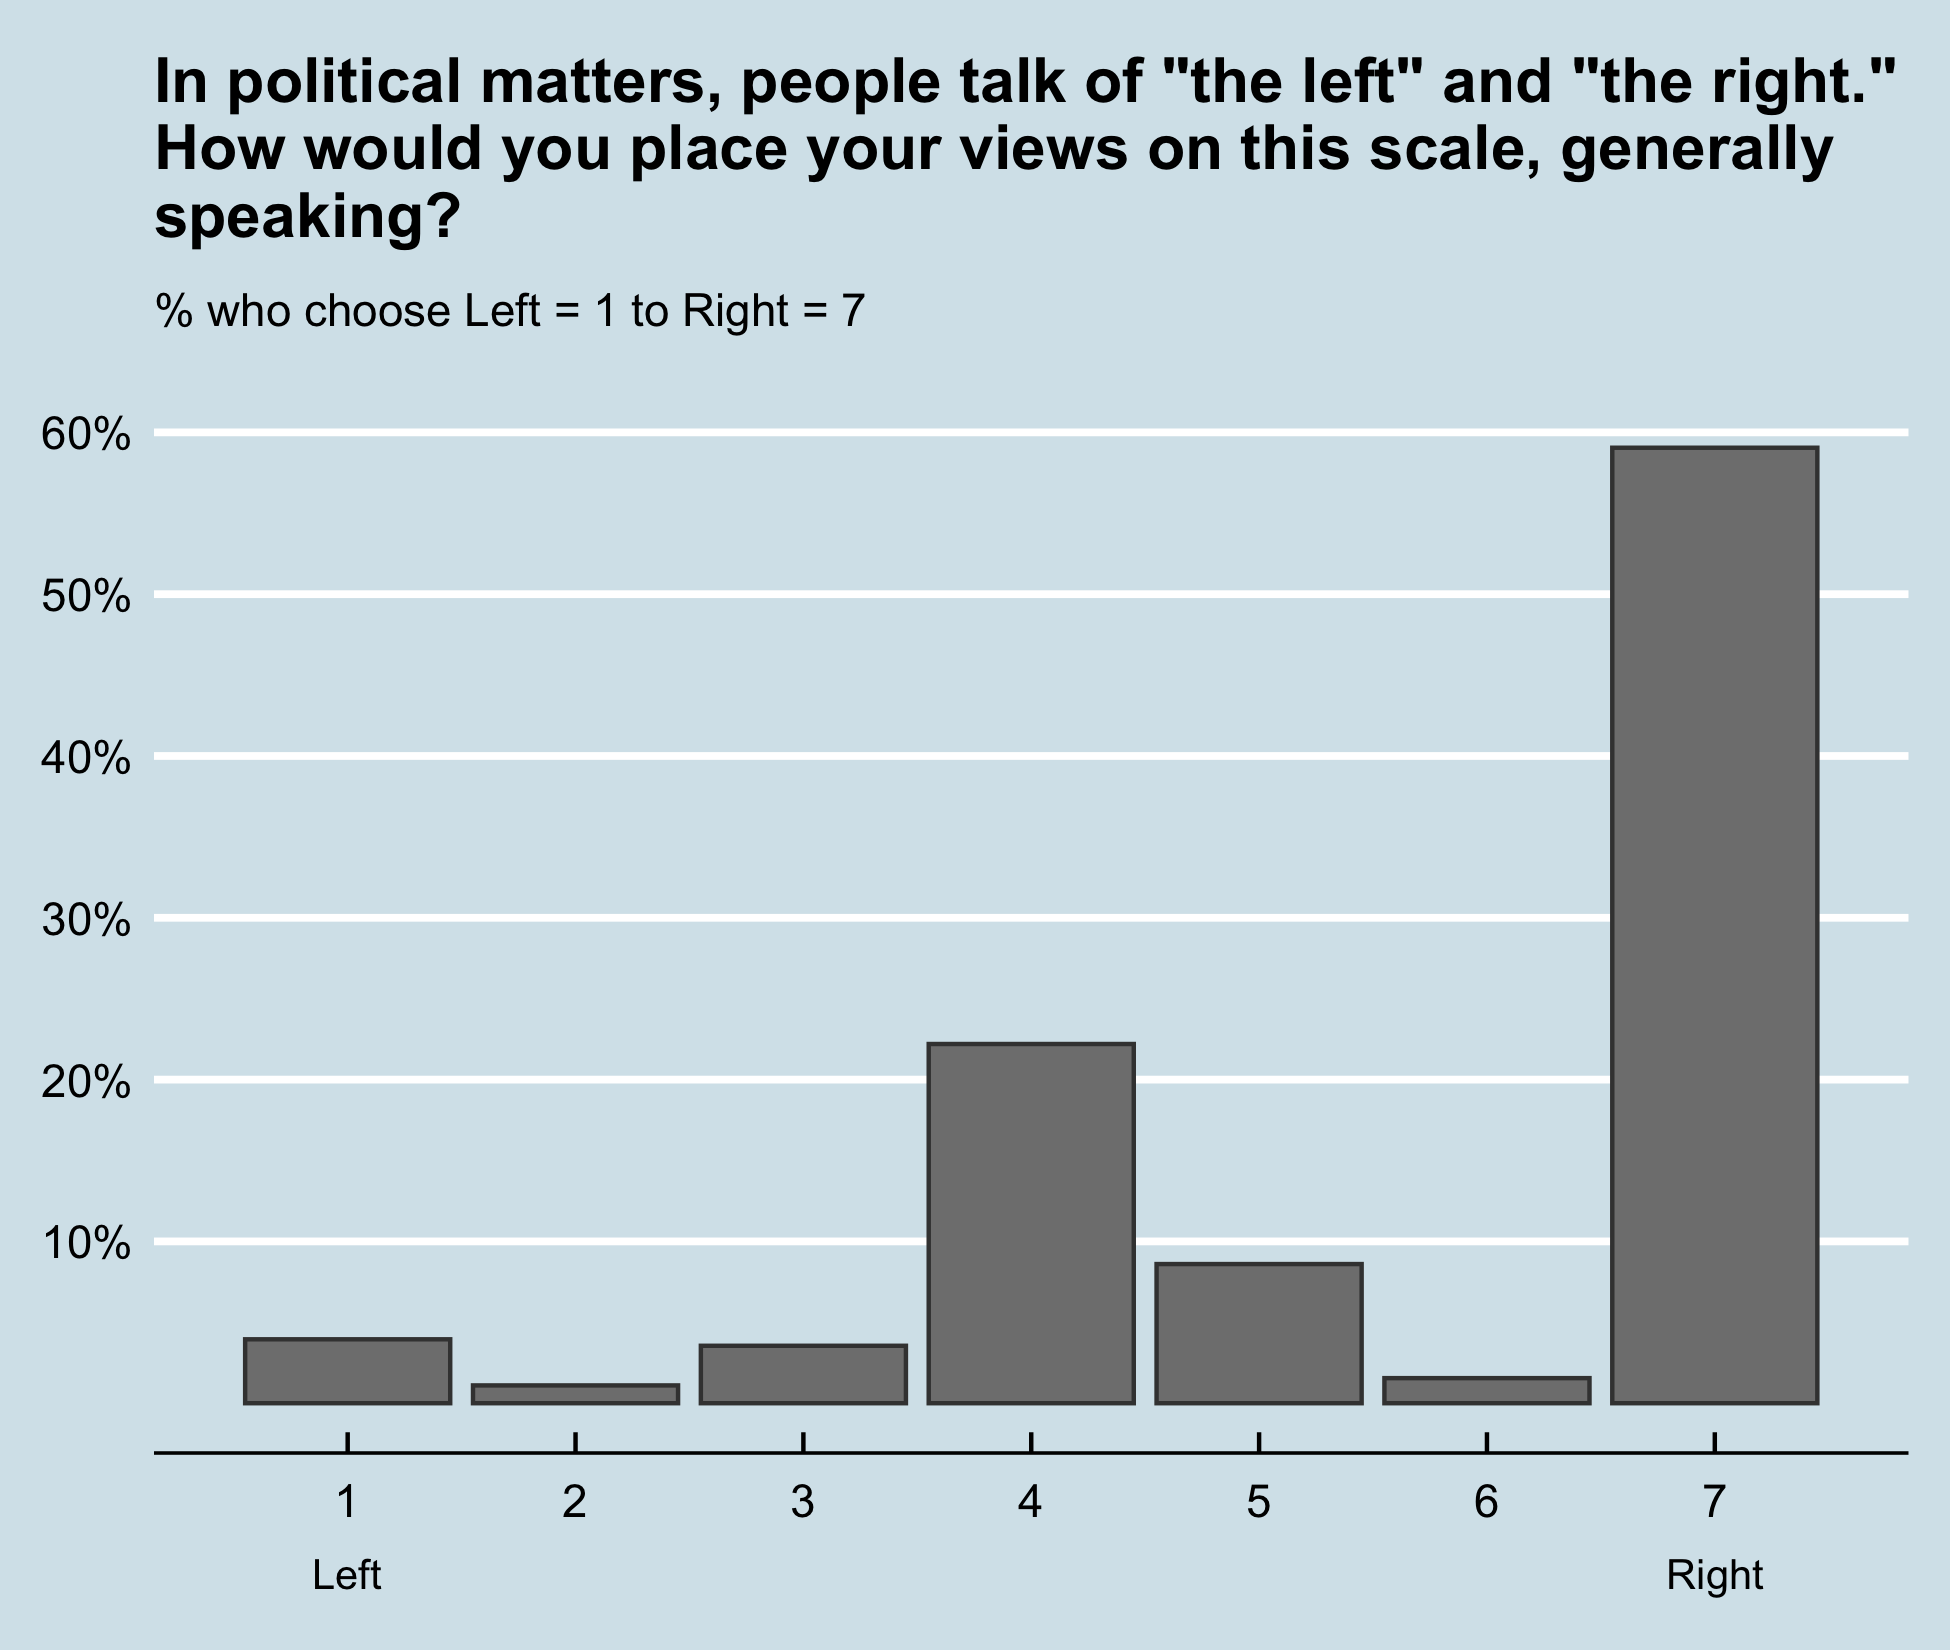 In political matters, people talk of "the left" and "the right."
How would you place your views on this scale, generally
speaking?
% who choose Left = 1 to Right = 7
60%
50%
40%
30%
20%
10%
1 2 3 4 5 6 7
Left Right